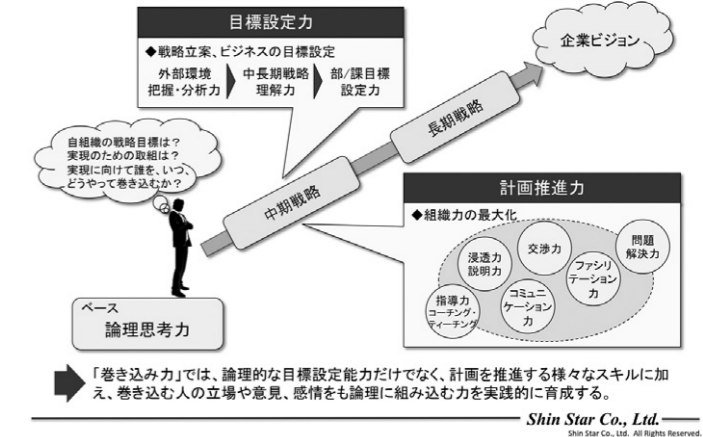 目標設定力
◆戦略立案、ビジネスの目標設定
外部環境
把握・分析力
中長期戦略
理解力
部/課目標
設定力
企業ビジョン
長期戦略
中期戦略
自組織の戦略目標は?
実現のための取組は?
実現に向けて誰を、いつ、
どうやって巻き込むか?
計画推進力
◆組織力の最大化
浸透力
説明力
交渉力
問題
解決力
ファシリ
テーション
力
コミュニ
ケーション
力
指導力
コーチング・
ティーチング
ベース
論理思考力
「巻き込み力」では、論理的な目標設定能力だけでなく、計画を推進する様々なスキルに加
え、巻き込む人の立場や意見、感情をも論理に組み込む力を実践的に育成する。
Shin Star Co., Ltd.
Shin Star Co., Ltd. All Rights Reserved.